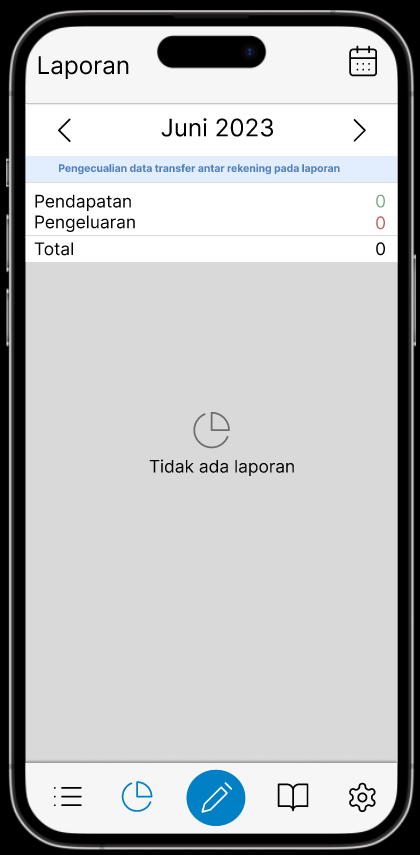 Laporan
Juni 2023
Pengecualian data transfer antar rekening pada laporan
Pendapatan 0
Pengeluaran 0
Total 0
Tidak ada laporan